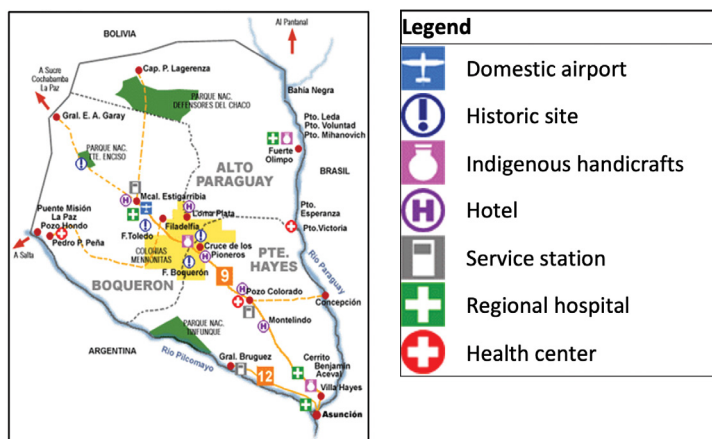 BOLIVIA
Al Pantanal
A Sucre
Cochabamba
La Paz
Cap. P. Lagerenza
PARQUE NAC.
DEFENSORES DEL CHACO
Bahía Negra
Gral. E. A. Garay
Pto. Leda
Pto. Voluntad
Pto. Mihanovich
PARQUE NAC.
TTE. ENCISO
Fuerte
Olimpo
ALTO
PARAGUAY
BRASIL
Mcal. Estigarribia
Puente Misión
La Paz
Pozo Hondo
Loma Plata
Filadelfia
Pto.
Esperanza
Pto.Victoria
Pedro P. Peña
F.Toledo
A Salta
COLONIAS
MENNONITAS
Cruce de los
Pioneros
PTE.
HAYES
Río Paraguay
BOQUERON
F. Boquerón
9
Pozo Colorado
Concepción
PARQUE NAC.
TINFUNQUE
Montelindo
ARGENTINA
Río Pilcomayo
Gral. Bruguez
Cerrito
Benjamín
Aceval
12
Villa Hayes
Asunción
Legend
Domestic airport
Historic site
Indigenous handicrafts
H Hotel
Service station
Regional hospital
Health center